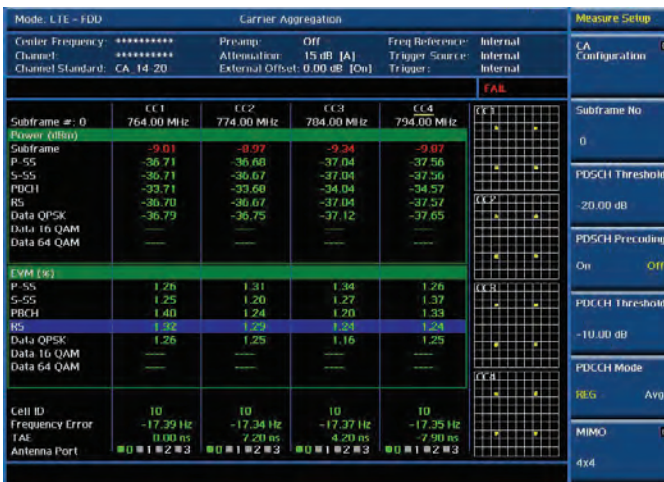 Mode: LTE - FDD Carrier Aggregation
Center Frequency: ********** Preamp: Off Freq Reference: Internal
Channel: ********** Attenuation: 15 dB [A] Trigger Source: Internal
Channel Standard: CA_14-20 External Offset: 0.00 dB [On] Trigger: Internal
FAIL
CC1 CC2 CC3 CC4
Subframe #: 0 764.00 MHz 774.00 MHz 784.00 MHz 794.00 MHz
Power (dBm)
Subframe -9.01 -8.97 -9.34 -9.87
P-SS -36.71 -36.68 -37.04 -37.56
S-SS -36.71 -36.67 -37.04 -37.56
PBCH -33.71 -33.68 -34.04 -34.57
RS -36.70 -36.67 -37.04 -37.57
Data QPSK -36.79 -36.75 -37.12 -37.65
Data 16 QAM ---- ---- ---- ----
Data 64 QAM ---- ---- ---- ----
EVM (%)
P-SS 1.26 1.31 1.34 1.26
S-SS 1.25 1.20 1.27 1.37
PBCH 1.40 1.24 1.20 1.33
RS 1.32 1.29 1.24 1.24
Data QPSK 1.26 1.25 1.16 1.25
Data 16 QAM ---- ---- ---- ----
Data 64 QAM ---- ---- ---- ----
Cell ID 10 10 10 10
Frequency Error -17.39 Hz -17.34 Hz -17.37 Hz -17.35 Hz
TAE 0.00 ns 7.20 ns 4.20 ns -7.90 ns
Antenna Port 0 1 2 3 0 1 2 3 0 1 2 3 0 1 2 3
CC1
CC2
CC3
CC4
Measure Setup
CA
Configuration
Subframe No
0
PDSCH Threshold
-20.00 dB
PDSCH Precoding
On Off
PDCCH Threshold
-10.00 dB
PDCCH Mode
REG Avg
MIMO
4x4